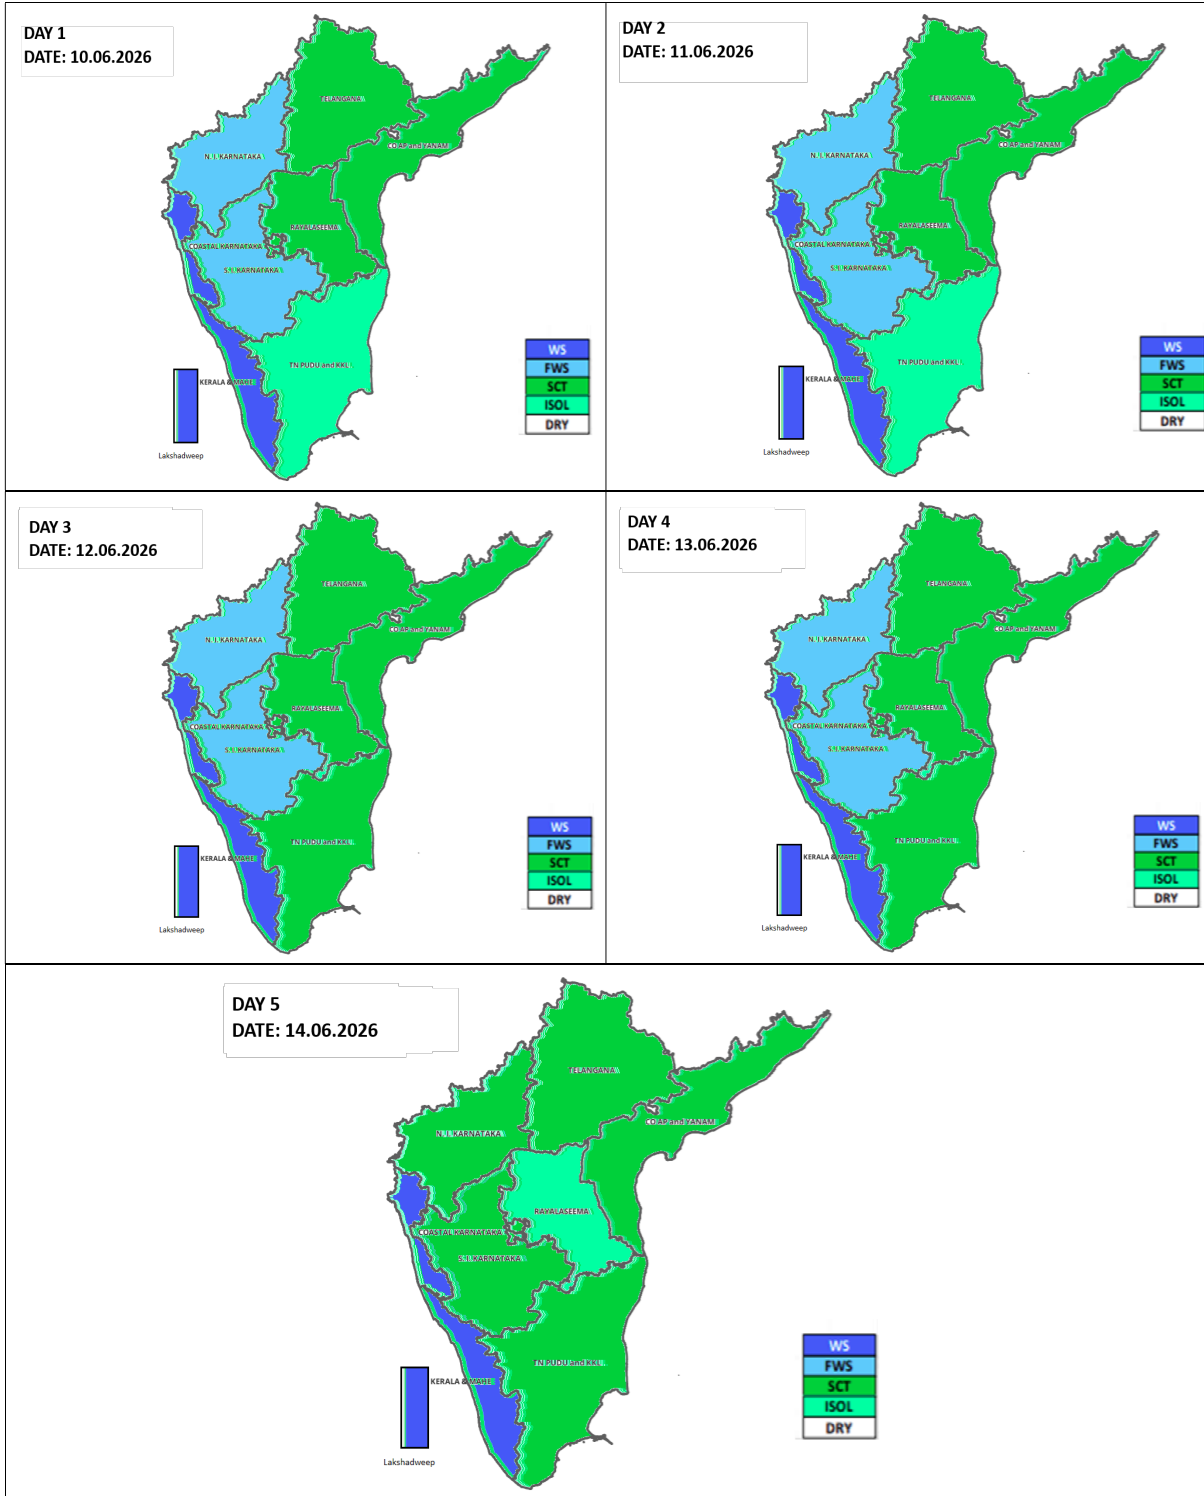 DAY 1
DATE: 10.06.2026
TELANGANA
CO AP and YANAM
N. I. KARNATAKA
RAYALASEEMA
COASTAL KARNATAKA
S. I. KARNATAKA
TN PUDU and KKL
KERALA & MAHE
Lakshadweep
WS
FWS
SCT
ISOL
DRY
DAY 2
DATE: 11.06.2026
TELANGANA
CO AP and YANAM
N. I. KARNATAKA
RAYALASEEMA
COASTAL KARNATAKA
S. I. KARNATAKA
TN PUDU and KKL
KERALA & MAHE
Lakshadweep
WS
FWS
SCT
ISOL
DRY
DAY 3
DATE: 12.06.2026
TELANGANA
CO AP and YANAM
N. I. KARNATAKA
RAYALASEEMA
COASTAL KARNATAKA
S. I. KARNATAKA
TN PUDU and KKL
KERALA & MAHE
Lakshadweep
WS
FWS
SCT
ISOL
DRY
DAY 4
DATE: 13.06.2026
TELANGANA
CO AP and YANAM
N. I. KARNATAKA
RAYALASEEMA
COASTAL KARNATAKA
S. I. KARNATAKA
TN PUDU and KKL
KERALA & MAHE
Lakshadweep
WS
FWS
SCT
ISOL
DRY
DAY 5
DATE: 14.06.2026
TELANGANA
CO AP and YANAM
N. I. KARNATAKA
RAYALASEEMA
COASTAL KARNATAKA
S. I. KARNATAKA
TN PUDU and KKL
KERALA & MAHE
Lakshadweep
WS
FWS
SCT
ISOL
DRY